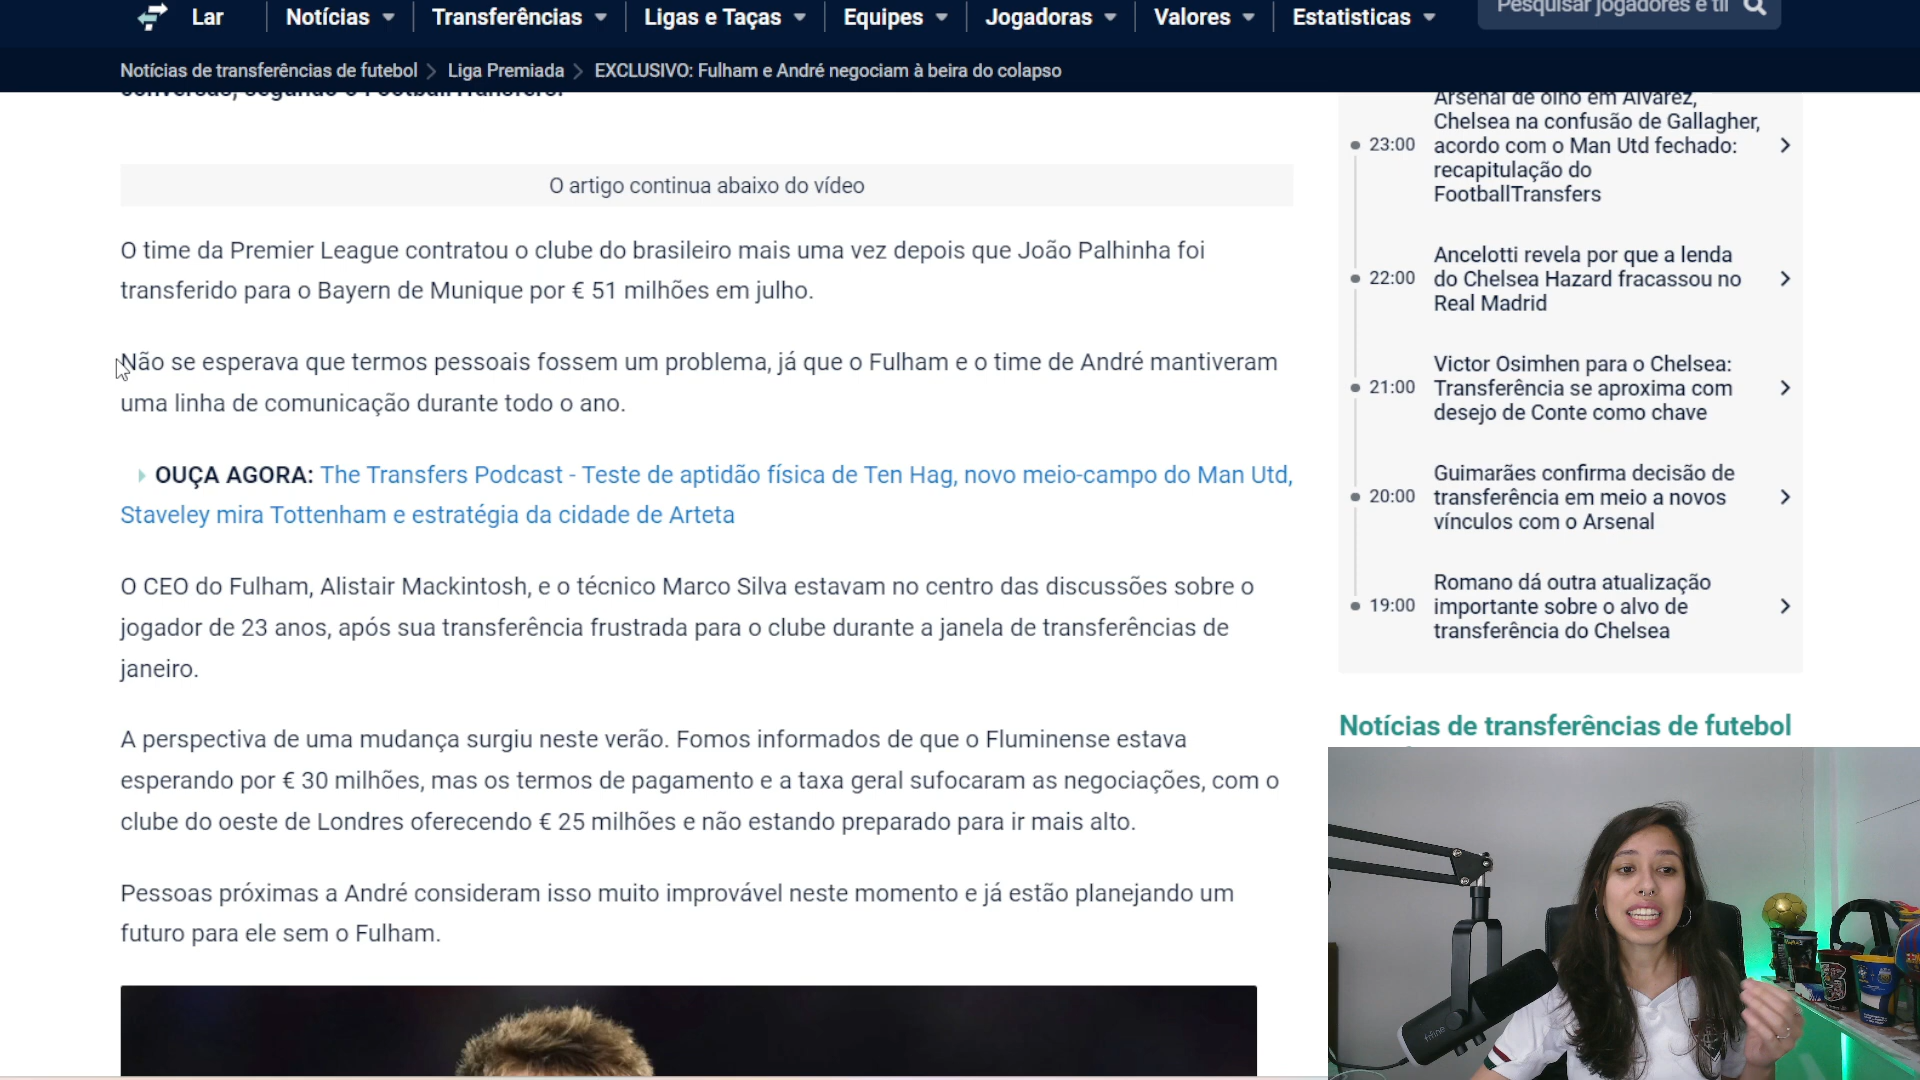 Lar
Notícias
Transferências
Ligas e Taças
Equipes
Jogadoras
Valores
Estatisticas
Pesquisar jogadores e ti
Notícias de transferências de futebol
Liga Premiada
EXCLUSIVO: Fulham e André negociam à beira do colapso
conversão, segundo o FootballTransfers.
O artigo continua abaixo do vídeo
O time da Premier League contratou o clube do brasileiro mais uma vez depois que João Palhinha foi
transferido para o Bayern de Munique por € 51 milhões em julho.
Não se esperava que termos pessoais fossem um problema, já que o Fulham e o time de André mantiveram
uma linha de comunicação durante todo o ano.
OUÇA AGORA: The Transfers Podcast - Teste de aptidão física de Ten Hag, novo meio-campo do Man Utd,
Staveley mira Tottenham e estratégia da cidade de Arteta
O CEO do Fulham, Alistair Mackintosh, e o técnico Marco Silva estavam no centro das discussões sobre o
jogador de 23 anos, após sua transferência frustrada para o clube durante a janela de transferências de
janeiro.
A perspectiva de uma mudança surgiu neste verão. Fomos informados de que o Fluminense estava
esperando por € 30 milhões, mas os termos de pagamento e a taxa geral sufocaram as negociações, com o
clube do oeste de Londres oferecendo € 25 milhões e não estando preparado para ir mais alto.
Pessoas próximas a André consideram isso muito improvável neste momento e já estão planejando um
futuro para ele sem o Fulham.
Arsenal de olho em Alvarez,
Chelsea na confusão de Gallagher,
23:00 acordo com o Man Utd fechado:
recapitulação do
FootballTransfers
Ancelotti revela por que a lenda
22:00 do Chelsea Hazard fracassou no
Real Madrid
Victor Osimhen para o Chelsea:
21:00 Transferência se aproxima com
desejo de Conte como chave
Guimarães confirma decisão de
20:00 transferência em meio a novos
vínculos com o Arsenal
Romano dá outra atualização
19:00 importante sobre o alvo de
transferência do Chelsea
Notícias de transferências de futebol
fifine